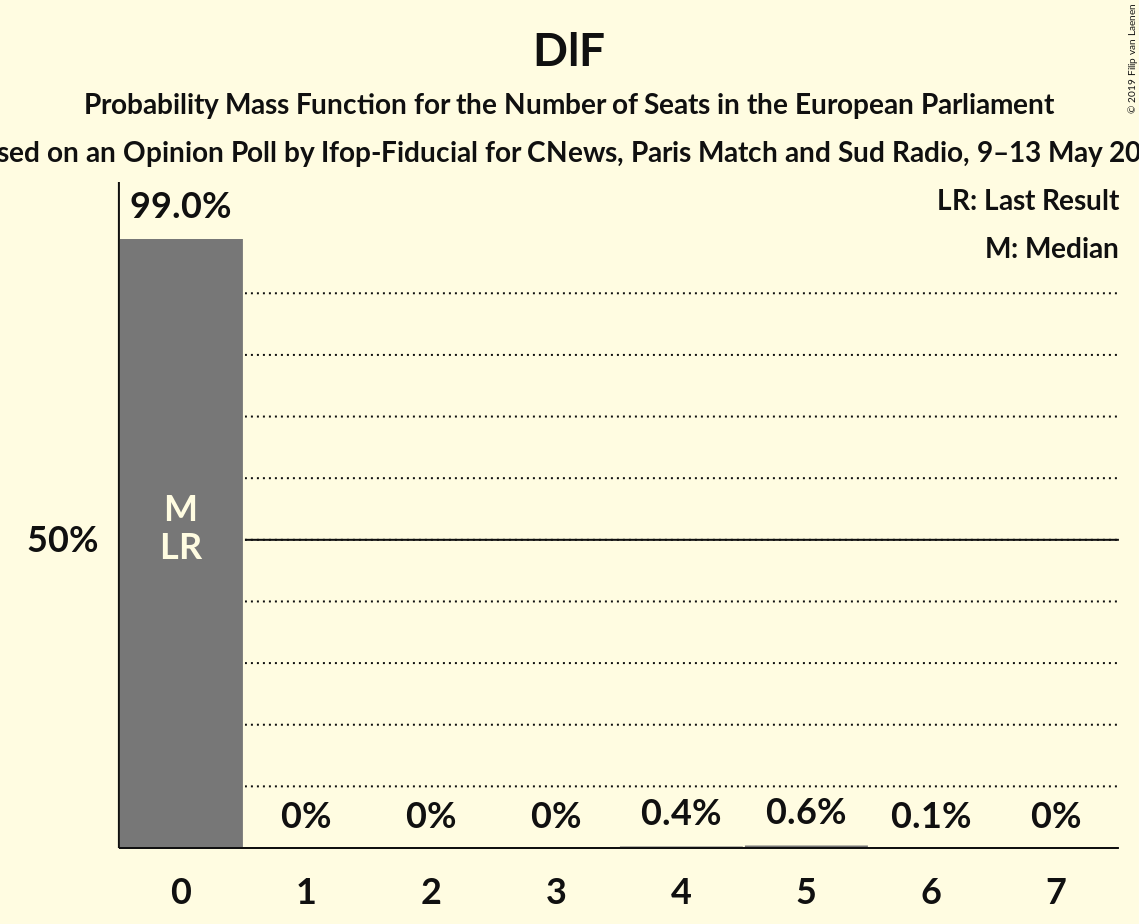 DlF
Probability Mass Function for the Number of Seats in the European Parliament
sed on an Opinion Poll by Ifop-Fiducial for CNews, Paris Match and Sud Radio, 9–13 May 20
© 2019 Filip van Laenen
LR: Last Result
M: Median
99.0%
M
LR
50%
0% 0% 0% 0.4% 0.6% 0.1% 0%
0 1 2 3 4 5 6 7